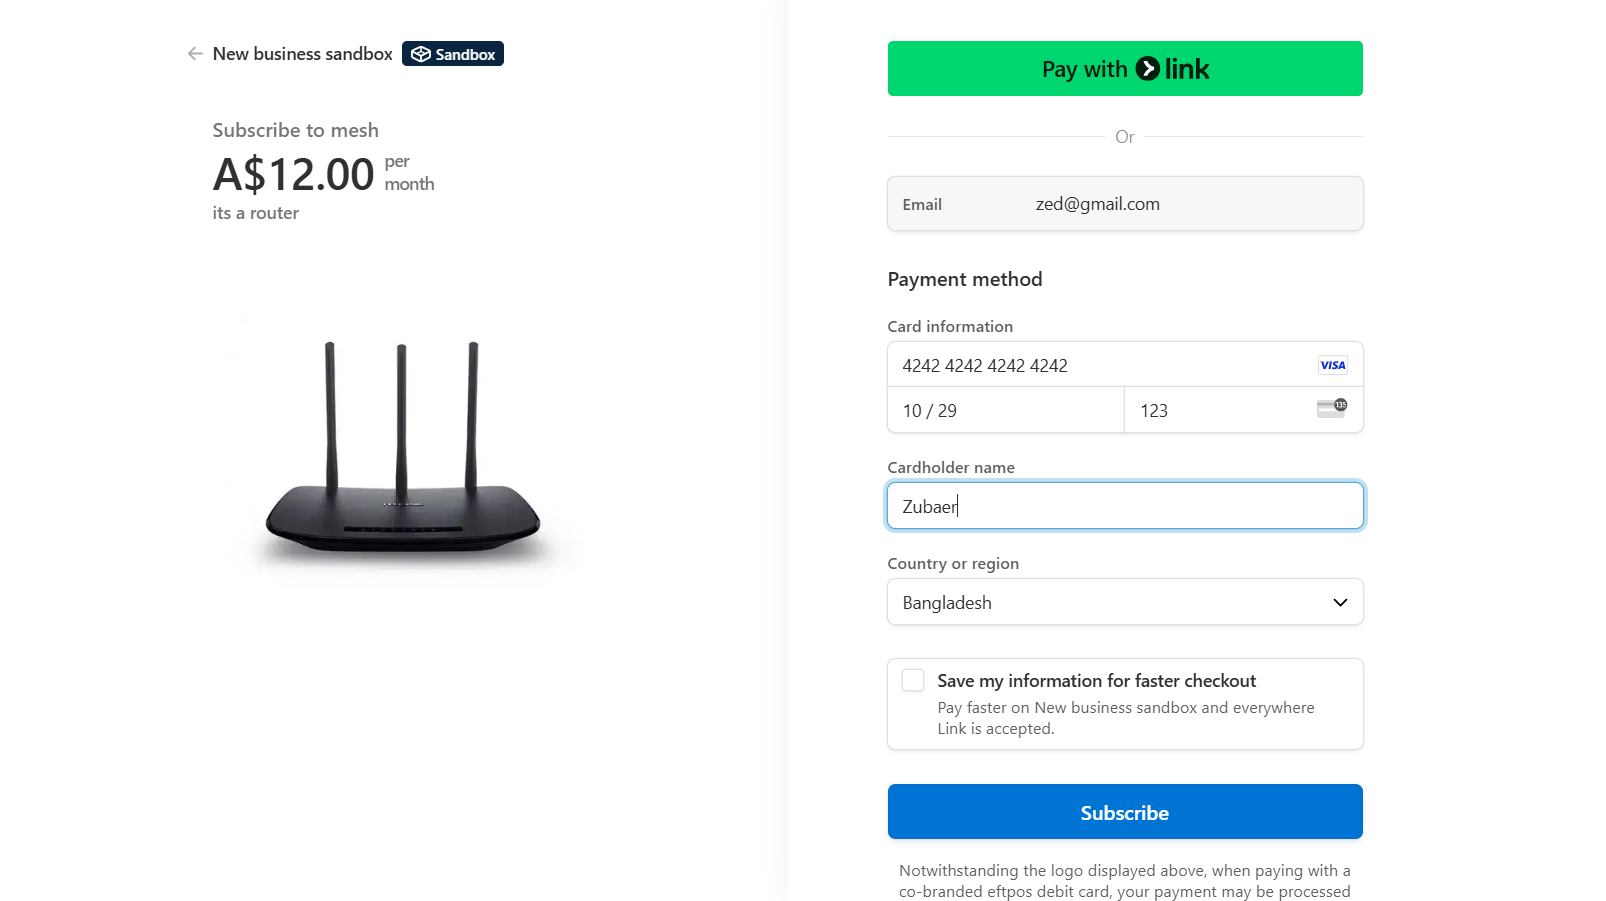 New business sandbox
Sandbox
Subscribe to mesh
A$12.00
per
month
its a router
Pay with link
Or
Email
zed@gmail.com
Payment method
Card information
4242 4242 4242 4242
VISA
10 / 29
123
135
Cardholder name
Zubaer
Country or region
Bangladesh
Save my information for faster checkout
Pay faster on New business sandbox and everywhere
Link is accepted.
Subscribe
Notwithstanding the logo displayed above, when paying with a
co-branded eftpos debit card, your payment may be processed